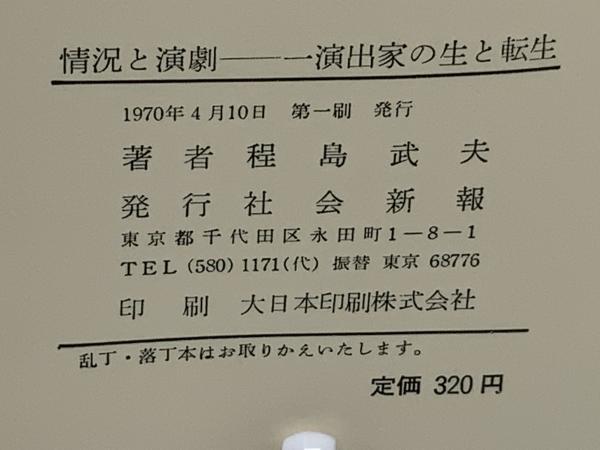 情況と演劇――一演出家の生と転生
1970年4月10日　第一刷　発行
著者　程島武夫
発行　社会新報
東京都千代田区永田町1－8－1
TEL (580) 1171(代) 振替 東京 68776
印刷　大日本印刷株式会社
乱丁・落丁本はお取りかえいたします。
定価 320円